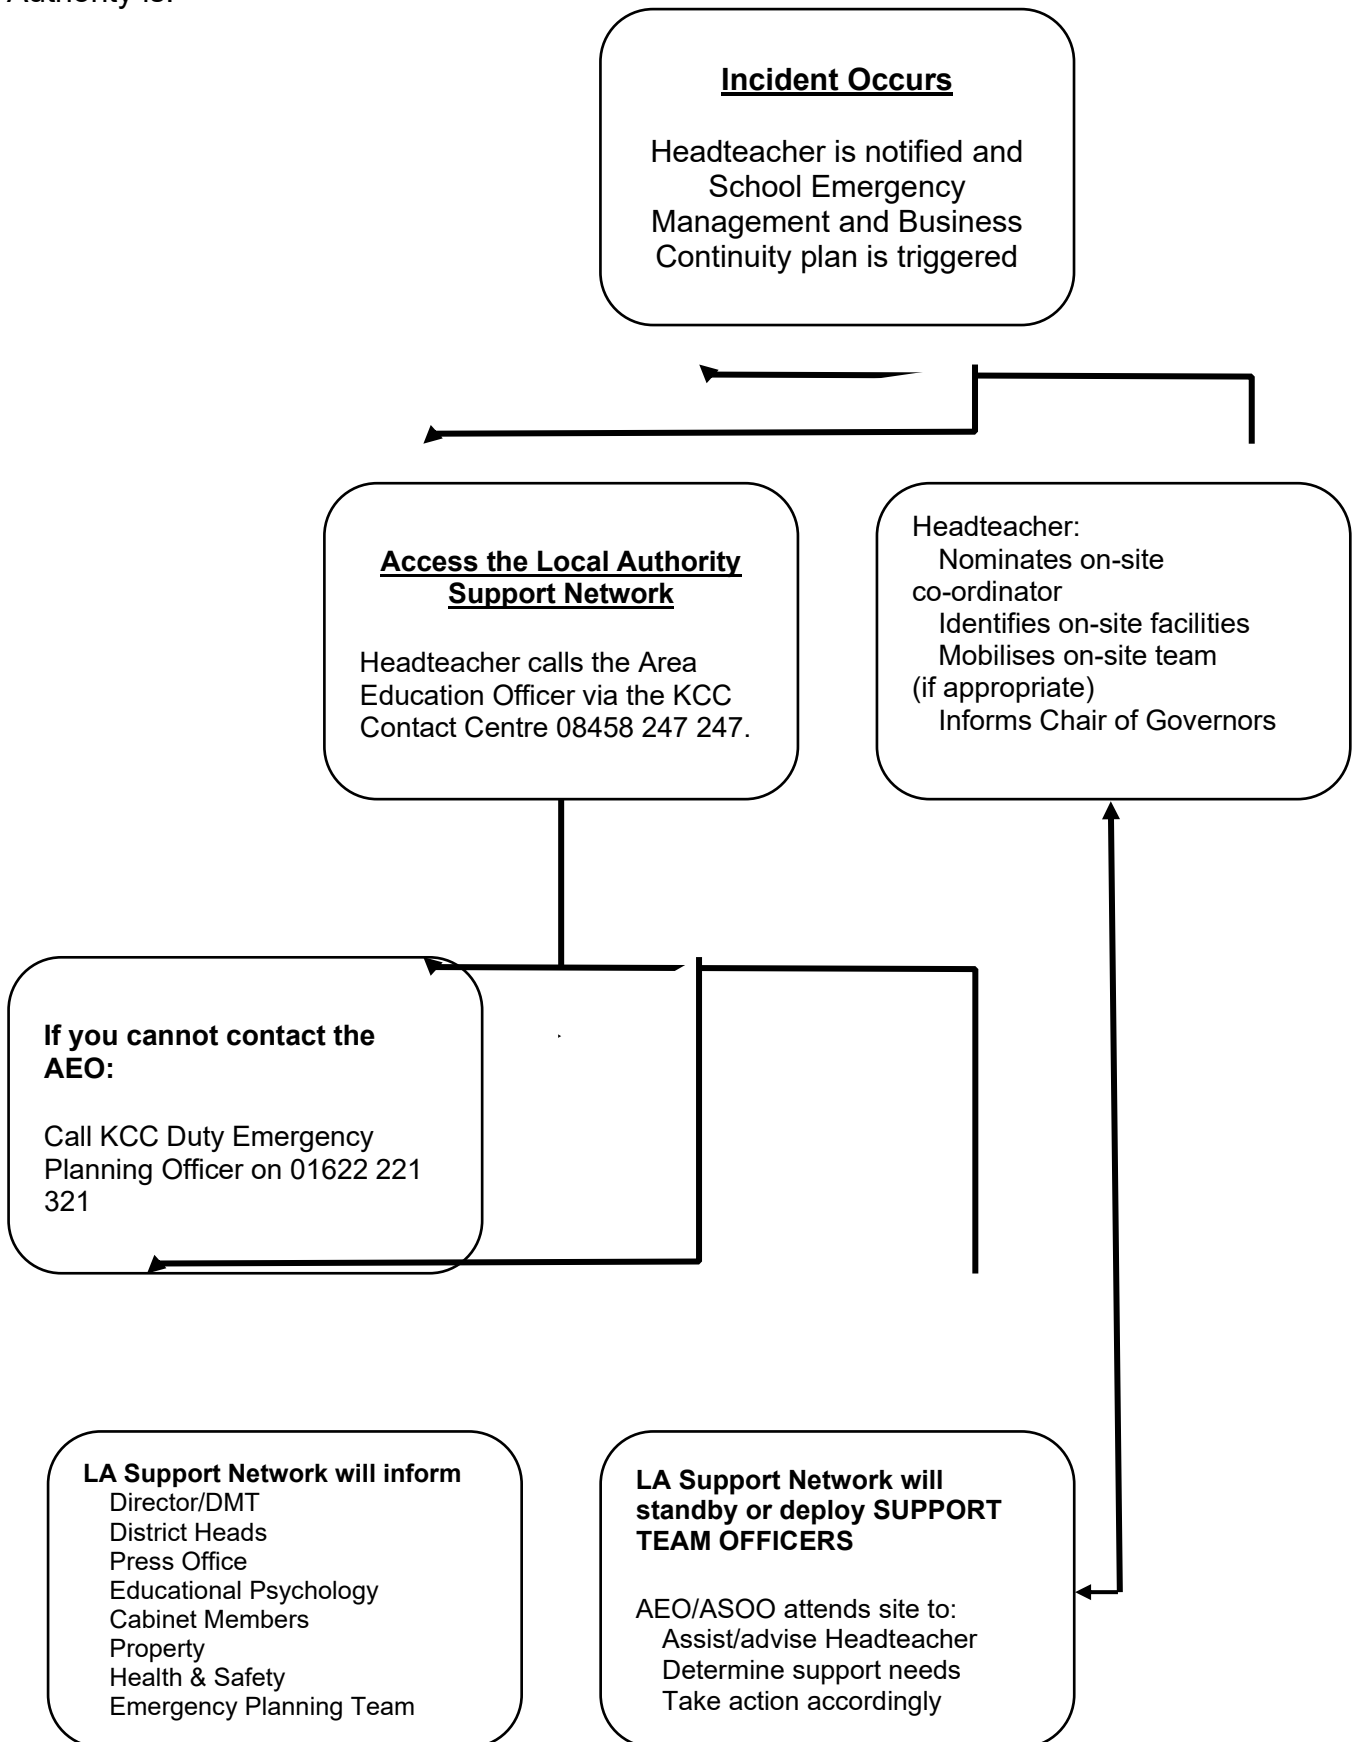 Authority is:
Incident Occurs
Headteacher is notified and
School Emergency
Management and Business
Continuity plan is triggered
Access the Local Authority
Support Network
Headteacher calls the Area
Education Officer via the KCC
Contact Centre 08458 247 247.
Headteacher:
Nominates on-site
co-ordinator
Identifies on-site facilities
Mobilises on-site team
(if appropriate)
Informs Chair of Governors
If you cannot contact the
AEO:
Call KCC Duty Emergency
Planning Officer on 01622 221
321
LA Support Network will inform
Director/DMT
District Heads
Press Office
Educational Psychology
Cabinet Members
Property
Health & Safety
Emergency Planning Team
LA Support Network will
standby or deploy SUPPORT
TEAM OFFICERS
AEO/ASOO attends site to:
Assist/advise Headteacher
Determine support needs
Take action accordingly